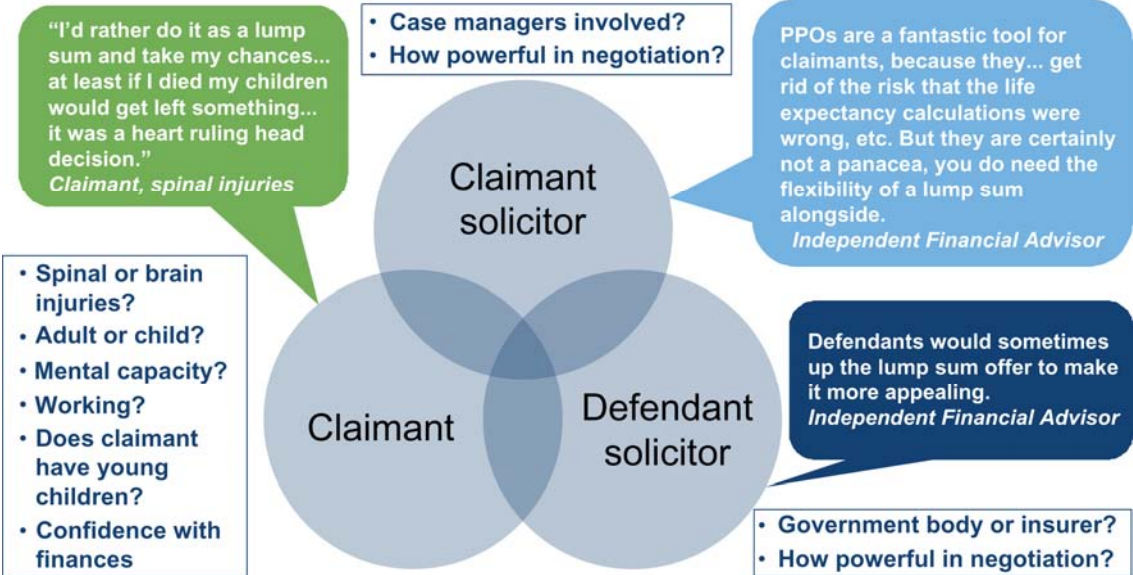 “I’d rather do it as a lump
sum and take my chances...
at least if I died my children
would get left something...
it was a heart ruling head
decision.”
Claimant, spinal injuries
• Case managers involved?
• How powerful in negotiation?
PPOs are a fantastic tool for
claimants, because they... get
rid of the risk that the life
expectancy calculations were
wrong, etc. But they are certainly
not a panacea, you do need the
flexibility of a lump sum
alongside.
Independent Financial Advisor
Claimant
solicitor
• Spinal or brain
injuries?
• Adult or child?
• Mental capacity?
• Working?
• Does claimant
have young
children?
• Confidence with
finances
Claimant
Defendant
solicitor
Defendants would sometimes
up the lump sum offer to make
it more appealing.
Independent Financial Advisor
• Government body or insurer?
• How powerful in negotiation?